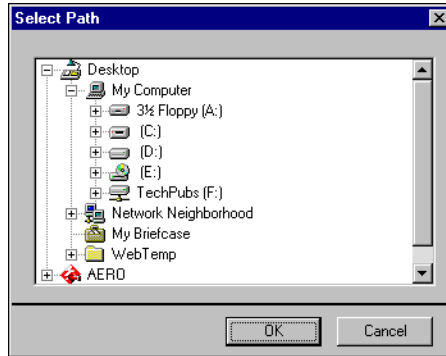 Select Path
Desktop
My Computer
3½ Floppy (A:)
(C:)
(D:)
(E:)
TechPubs (F:)
Network Neighborhood
My Briefcase
WebTemp
AERO
OK
Cancel